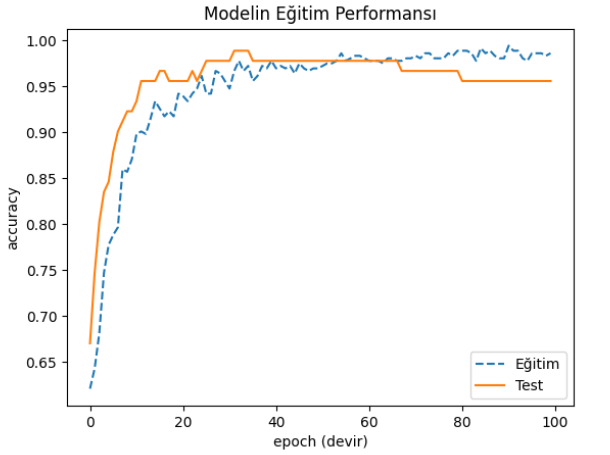 Modelin Eğitim Performansı
1.00
0.95
0.90
0.85
0.80
0.75
0.70
0.65
accuracy
0 20 40 60 80 100
epoch (devir)
Eğitim
Test